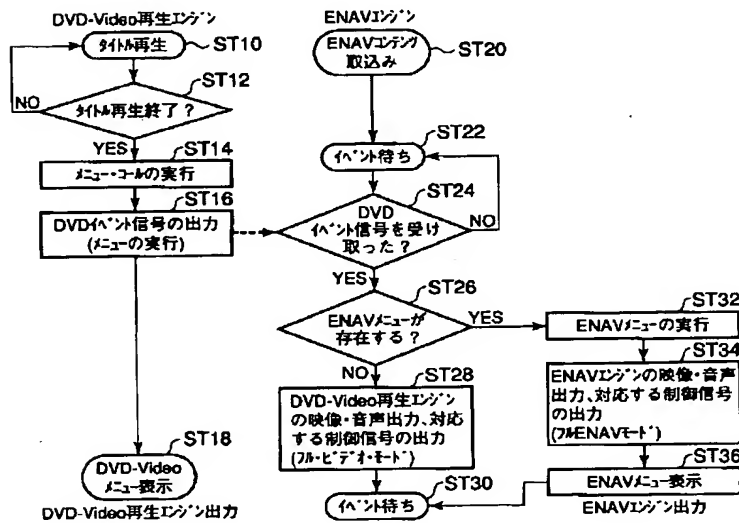 DVD-Video再生エンジン
タイトル再生
ST10
ST12
NO
タイトル再生終了？
YES
ST14
メニュー・コールの実行
ST16
DVDイベント信号の出力
(メニューの実行)
ST18
DVD-Video
メニュー表示
DVD-Video再生エンジン出力
ENAVエンジン
ENAVコンテンツ
取込み
ST20
ST22
イベント待ち
ST24
DVD
イベント信号を受け
取った？
NO
YES
ST26
ENAVメニューが
存在する？
YES
NO
ST28
DVD-Video再生エンジン
の映像・音声出力、対応
する制御信号の出力
(フル・ビデオ・モード)
ST30
イベント待ち
ST32
ENAVメニューの実行
ST34
ENAVエンジンの映像・音声
出力、対応する制御信号
の出力
(フルENAVモード)
ST36
ENAVメニュー表示
ENAVエンジン出力